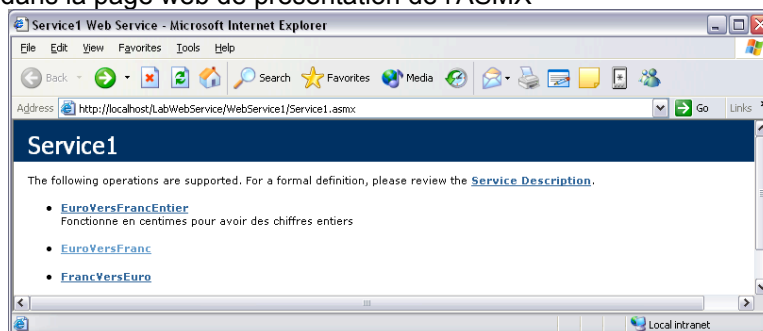 dans la page web de présentation de l'ASMX
Service1 Web Service - Microsoft Internet Explorer
File Edit View Favorites Tools Help
Back Search Favorites Media
Address http://localhost/LabWebService/WebService1/Service1.asmx Go Links
Service1
The following operations are supported. For a formal definition, please review the Service Description.
• EuroVersFrancEntier
Fonctionne en centimes pour avoir des chiffres entiers
• EuroVersFranc
• FrancVersEuro
Local intranet